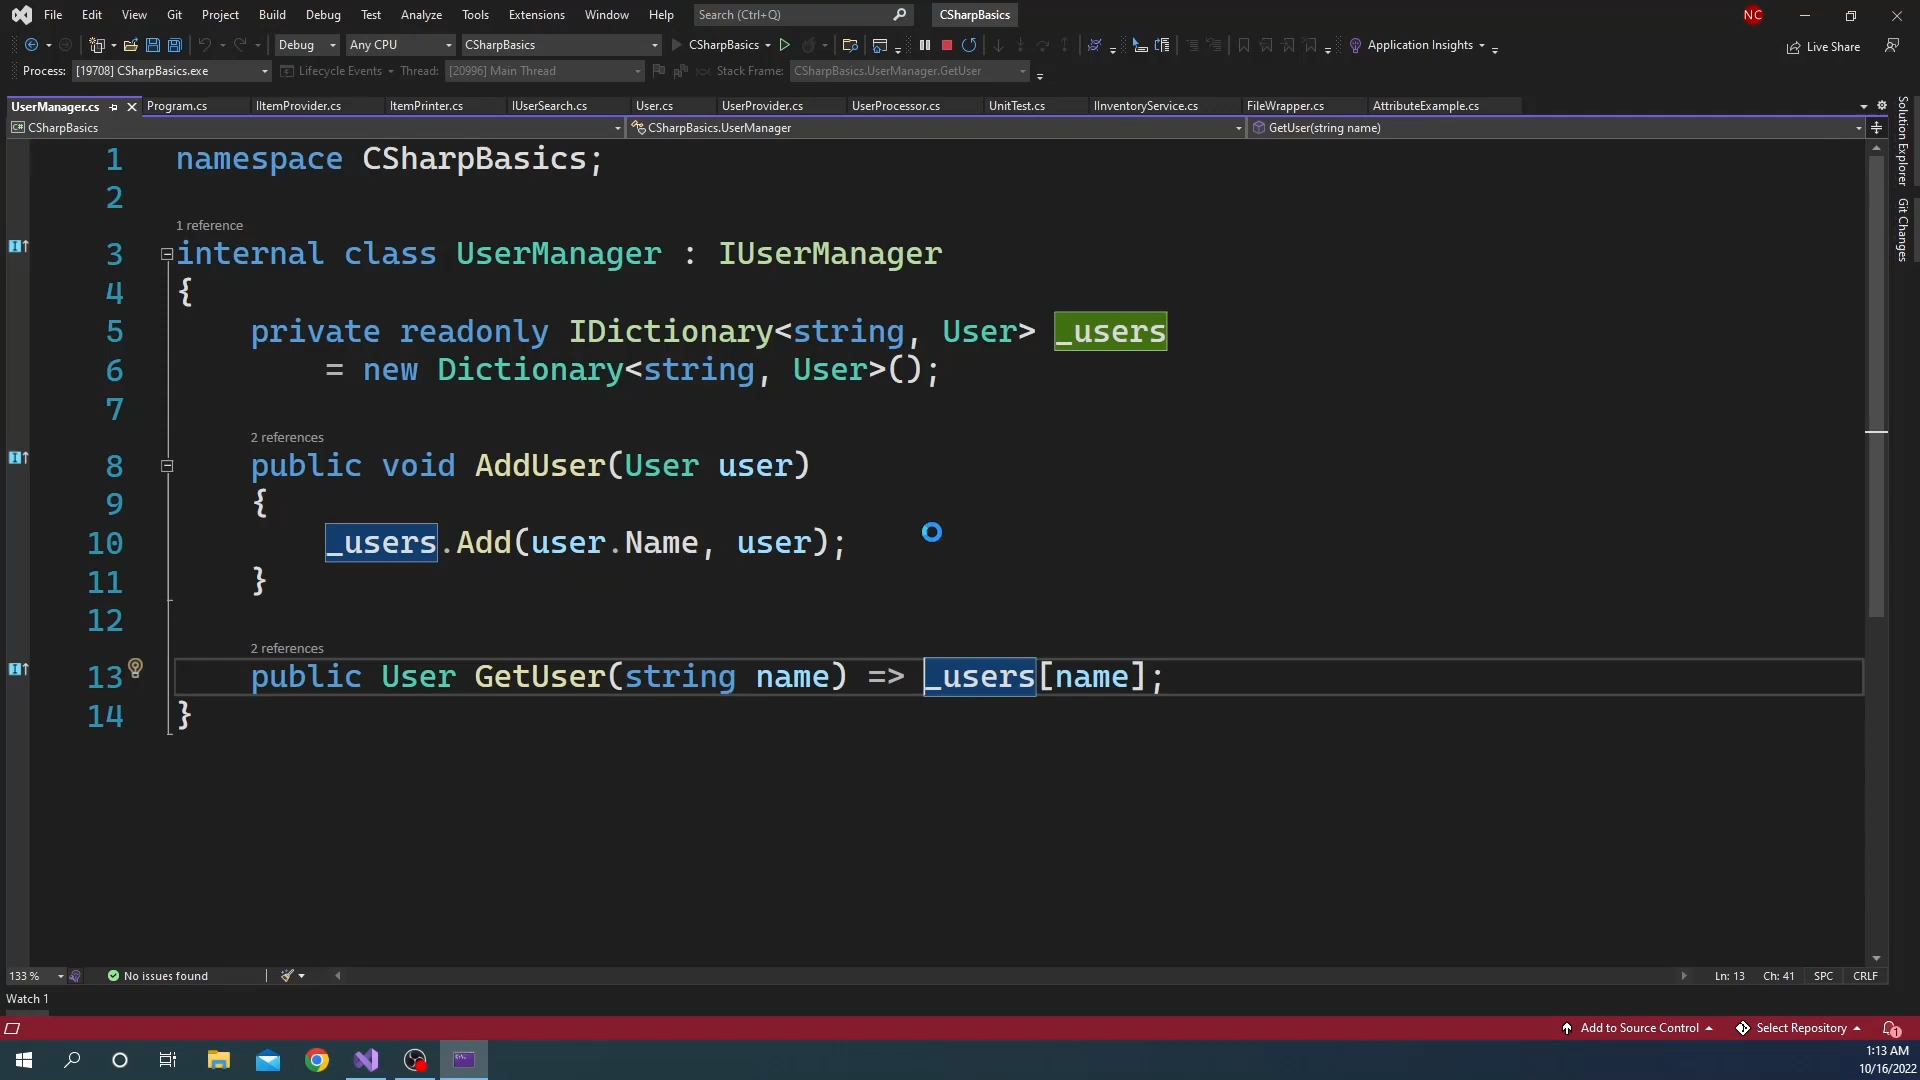 File Edit View Git Project Build Debug Test Analyze Tools Extensions Window Help Search (Ctrl+Q) CSharpBasics NC
Debug Any CPU CSharpBasics CSharpBasics Application Insights Live Share
Process: [19708] CSharpBasics.exe Lifecycle Events Thread: [20996] Main Thread Stack Frame: CSharpBasics.UserManager.GetUser
UserManager.cs Program.cs IItemProvider.cs ItemPrinter.cs IUserSearch.cs User.cs UserProvider.cs UserProcessor.cs UnitTest.cs IInventoryService.cs FileWrapper.cs AttributeExample.cs
C# CSharpBasics CSharpBasics.UserManager GetUser(string name)
Solution Explorer
Git Changes
1 namespace CSharpBasics;
2
1 reference
3 internal class UserManager : IUserManager
4 {
5 private readonly IDictionary<string, User> _users
6 = new Dictionary<string, User>();
7
2 references
8 public void AddUser(User user)
9 {
10 _users.Add(user.Name, user);
11 }
12
2 references
13 public User GetUser(string name) => _users[name];
14 }
133 % No issues found Ln: 13 Ch: 41 SPC CRLF
Watch 1
Add to Source Control Select Repository 1
1:13 AM
10/16/2022